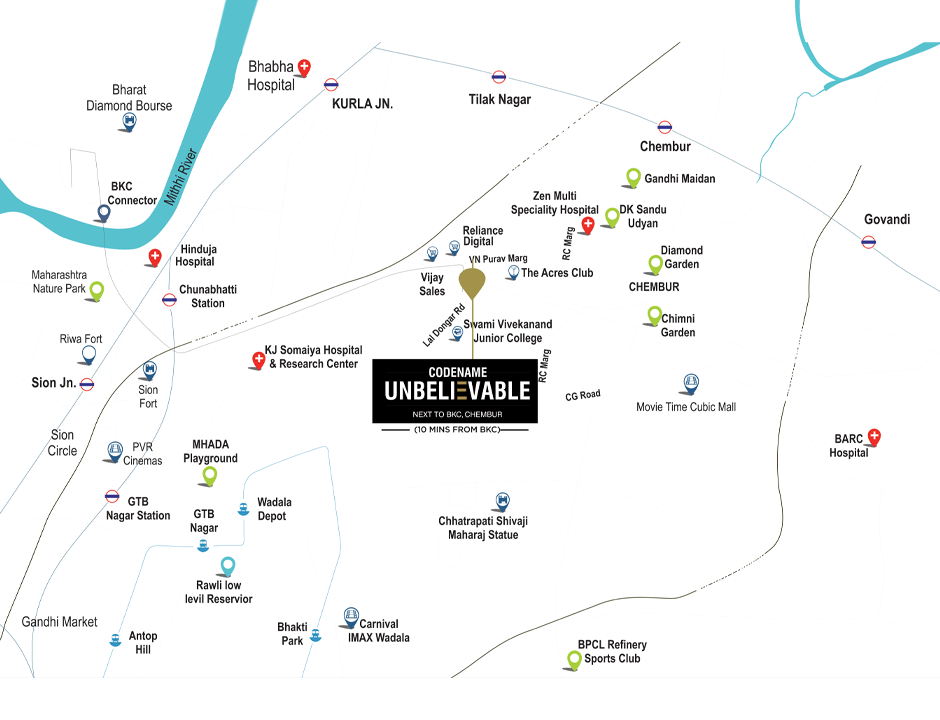 Bhabha
Hospital
KURLA JN.
Tilak Nagar
Bharat
Diamond Bourse
Chembur
Mithhi River
Gandhi Maidan
BKC
Connector
Zen Multi
Speciality Hospital
DK Sandu
Udyan
Govandi
RC Marg
Reliance
Digital
Hinduja
Hospital
VN Purav Marg
Diamond
Garden
Maharashtra
Nature Park
Chunabhatti
Station
Vijay
Sales
The Acres Club
CHEMBUR
Lal Dongar Rd
Swami Vivekanand
Junior College
Chimni
Garden
Riwa Fort
KJ Somaiya Hospital
& Research Center
Sion Jn.
Sion
Fort
CODENAME
UNBELIEVABLE
NEXT TO BKC, CHEMBUR
(10 MINS FROM BKC)
RC Marg
CG Road
Movie Time Cubic Mall
Sion
Circle
PVR
Cinemas
MHADA
Playground
BARC
Hospital
GTB
Nagar Station
GTB
Nagar
Wadala
Depot
Chhatrapati Shivaji
Maharaj Statue
Rawli low
levil Reservior
Gandhi Market
Antop
Hill
Bhakti
Park
Carnival
IMAX Wadala
BPCL Refinery
Sports Club